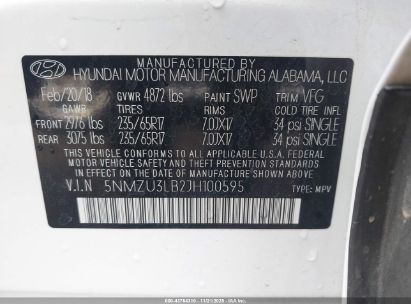 MANUFACTURED BY
HYUNDAI MOTOR MANUFACTURING ALABAMA, LLC
Feb/20/18 GVWR 4872 lbs PAINT SWP TRIM VFG
GAWR TIRES RIMS COLD TIRE INFL
FRONT 2976 lbs 235/65R17 7.0JX17 34 psi SINGLE
REAR 3075 lbs 235/65R17 7.0JX17 34 psi SINGLE
THIS VEHICLE CONFORMS TO ALL APPLICABLE U.S.A. FEDERAL MOTOR
VEHICLE SAFETY AND THEFT PREVENTION STANDARDS IN EFFECT
ON THE DATE OF MANUFACTURE SHOWN ABOVE.
V.I.N 5NMZU3LB2JH100595 TYPE: MPV
11/21/2025